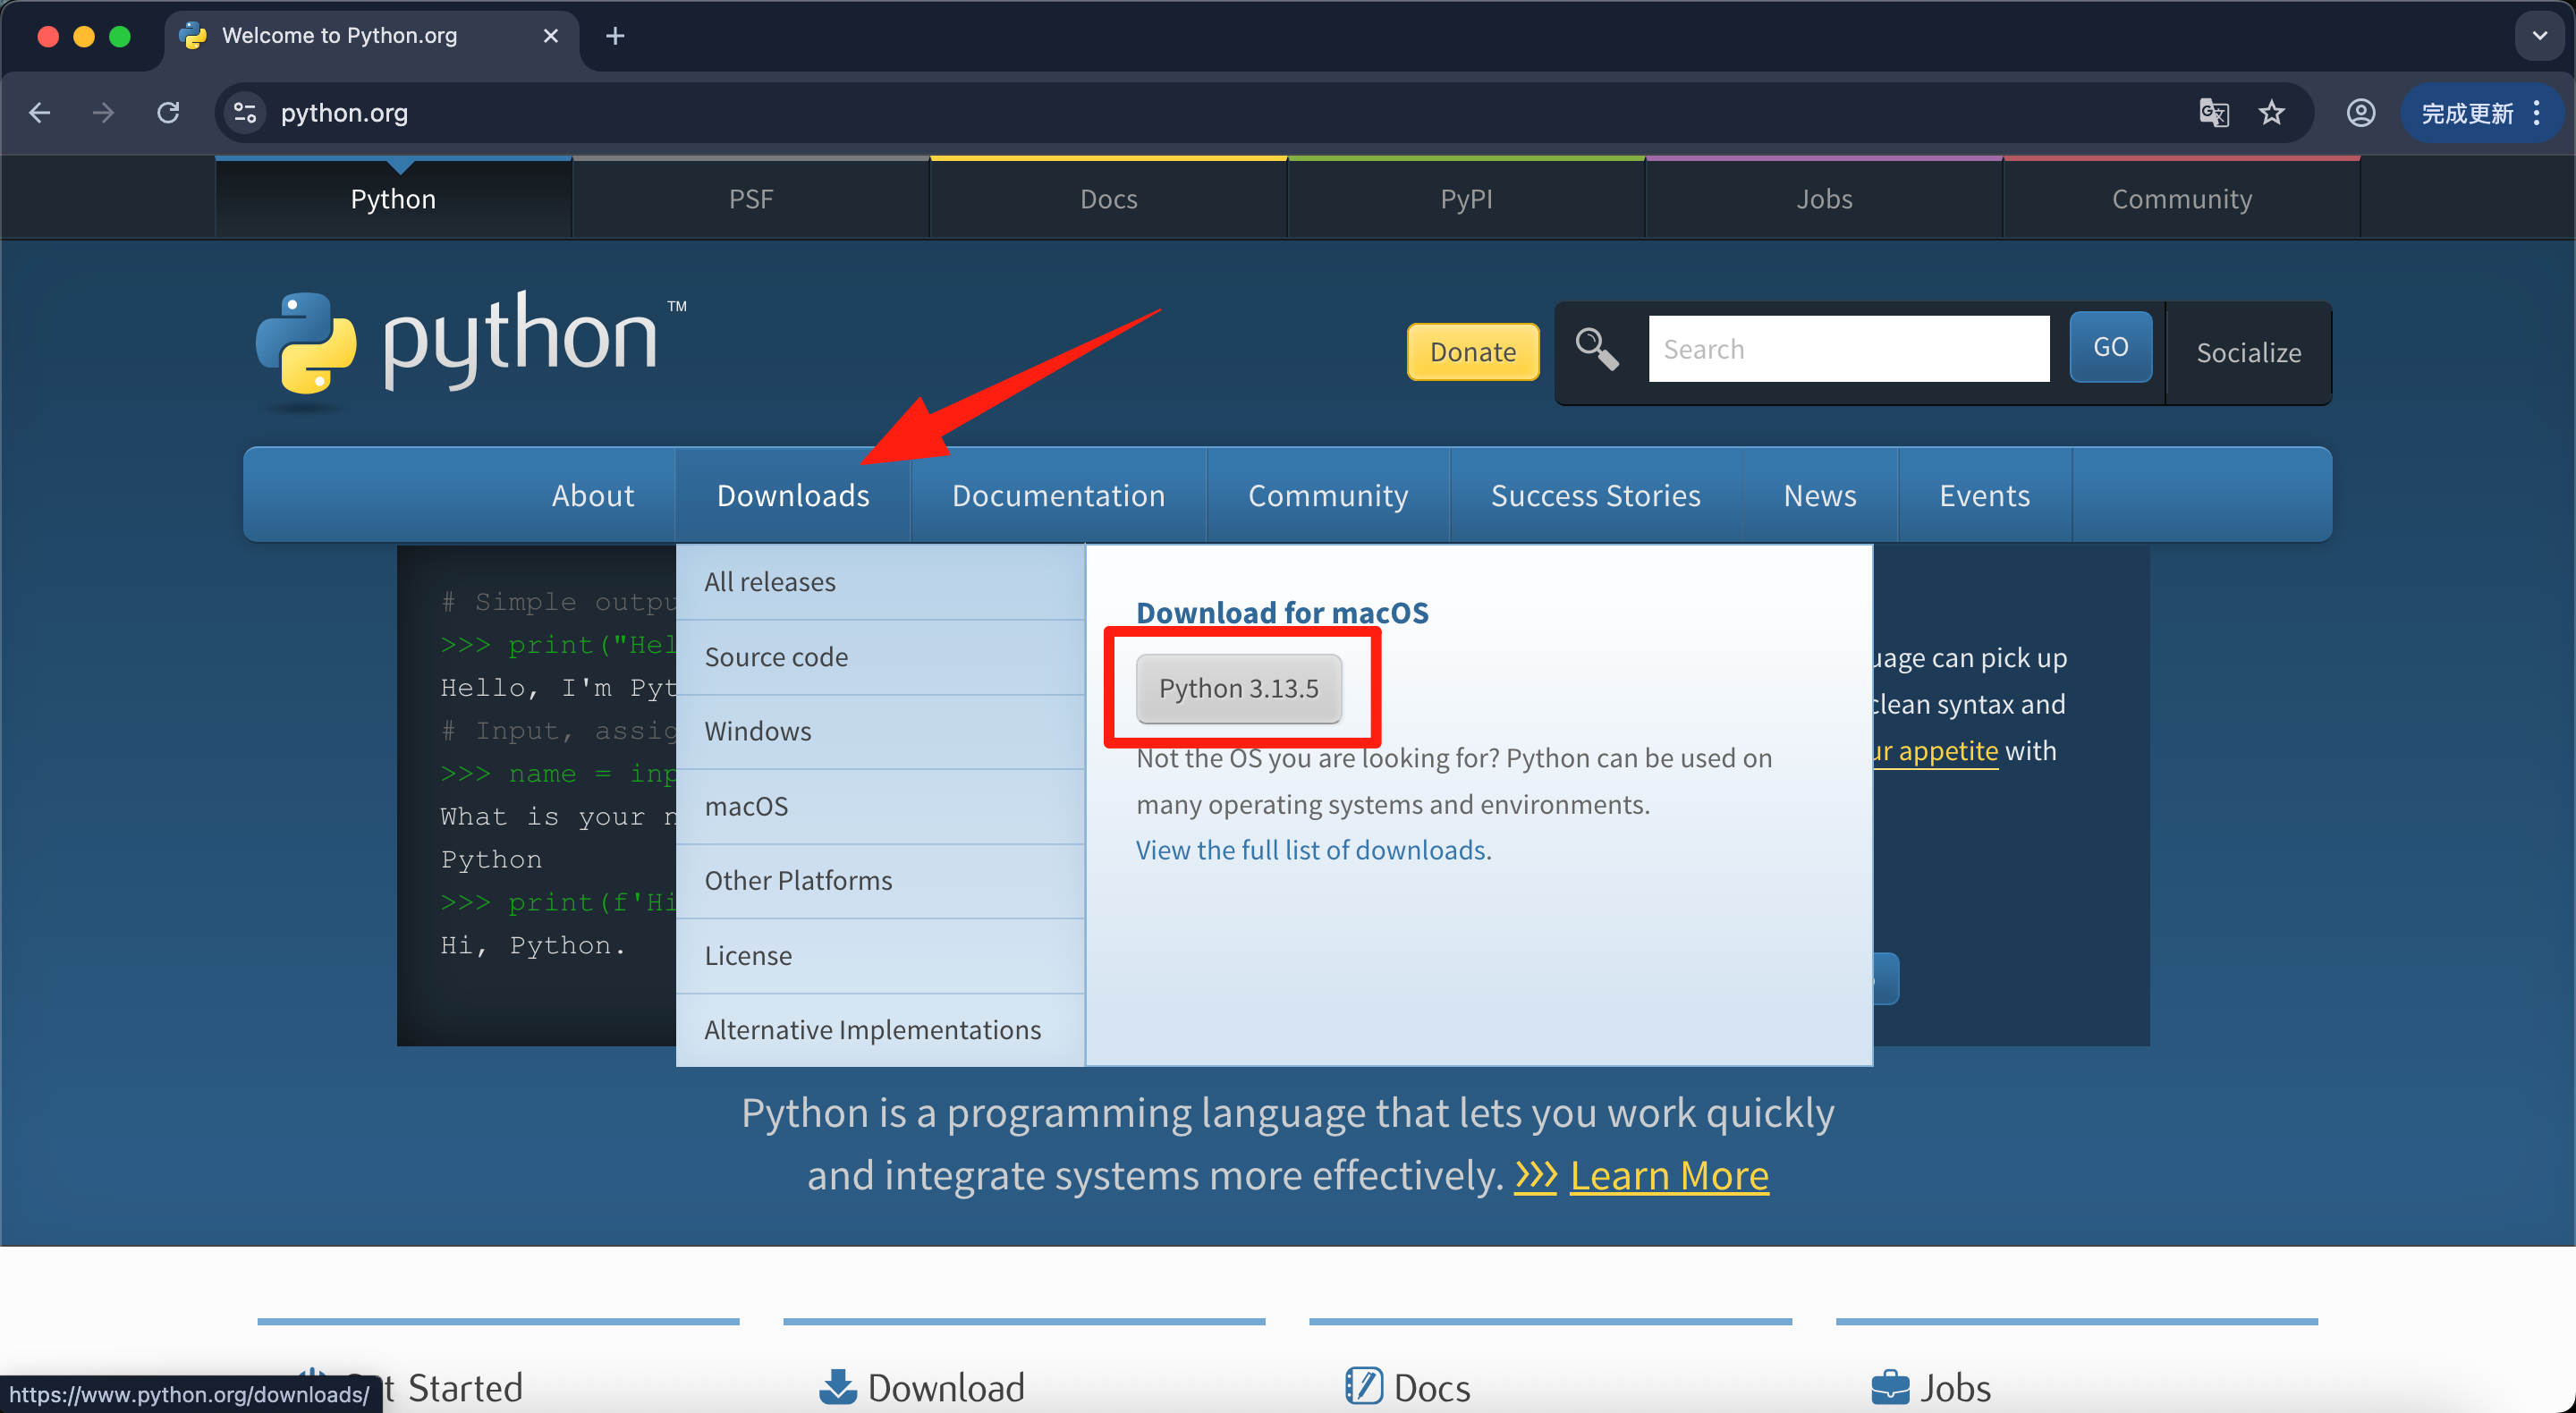 Welcome to Python.org
python.org
完成更新
Python
PSF
Docs
PyPI
Jobs
Community
python™
Donate
Search
GO
Socialize
About
Downloads
Documentation
Community
Success Stories
News
Events
# Simple outpu
>>> print("Hel
Hello, I'm Pyt
# Input, assig
>>> name = inp
What is your n
Python
>>> print(f'Hi
Hi, Python.
All releases
Source code
Windows
macOS
Other Platforms
License
Alternative Implementations
Download for macOS
Python 3.13.5
Not the OS you are looking for? Python can be used on
many operating systems and environments.
View the full list of downloads.
uage can pick up
clean syntax and
ur appetite with
Python is a programming language that lets you work quickly
and integrate systems more effectively. >>> Learn More
t Started
Download
Docs
Jobs
https://www.python.org/downloads/